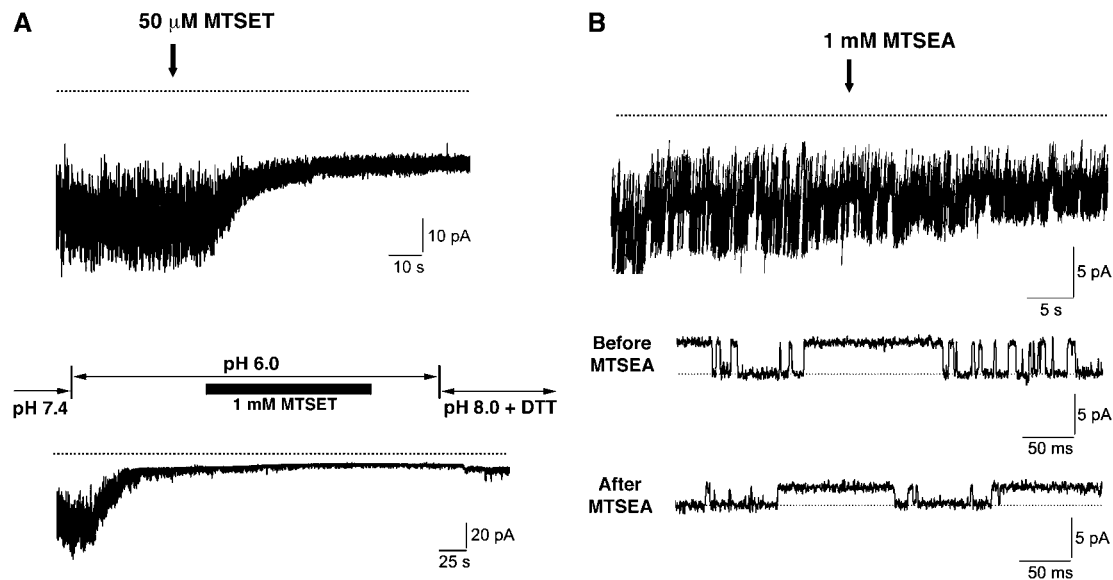 A
50 μM MTSET
10 pA
10 s
pH 6.0
pH 7.4
1 mM MTSET
pH 8.0 + DTT
20 pA
25 s
B
1 mM MTSEA
5 pA
5 s
Before
MTSEA
5 pA
50 ms
After
MTSEA
5 pA
50 ms